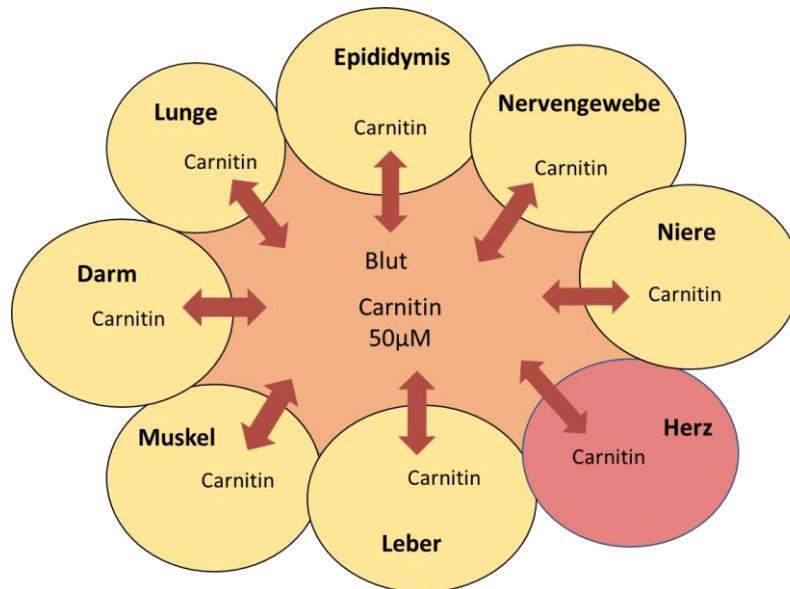 Epididymis
Carnitin
Lunge
Carnitin
Nervengewebe
Carnitin
Darm
Carnitin
Blut
Carnitin
50µM
Niere
Carnitin
Muskel
Carnitin
Carnitin
Leber
Herz
Carnitin